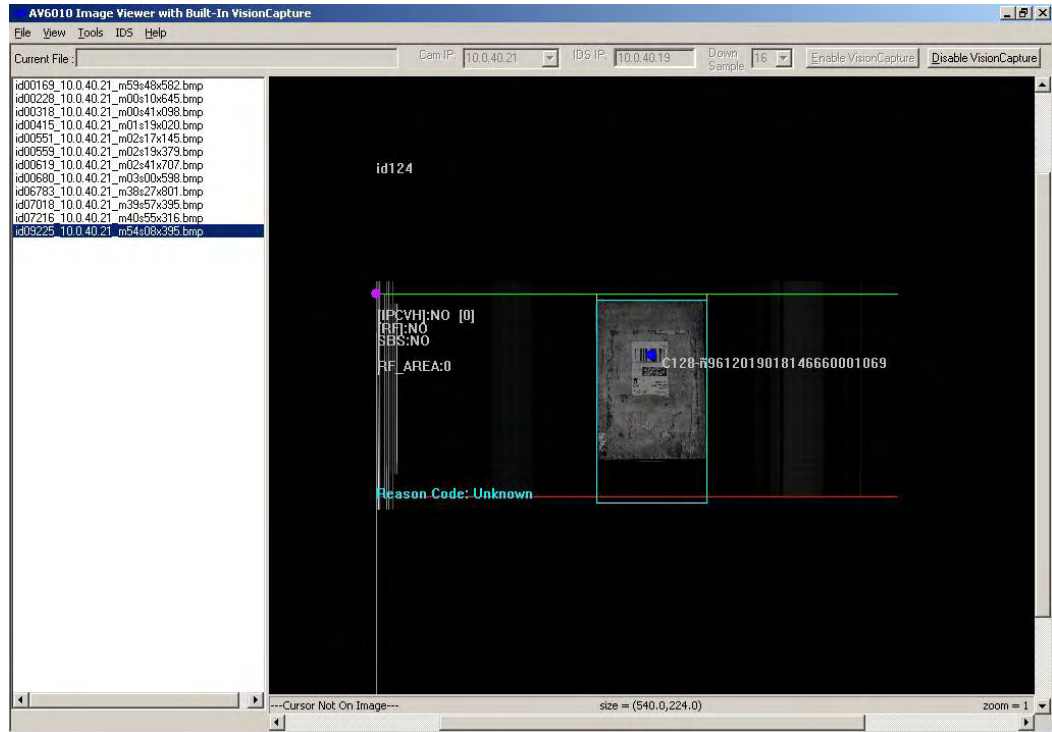 AV6010 Image Viewer with Built-In VisionCapture
File View Tools IDS Help
Current File : Cam IP: 10.0.40.21 IDS IP: 10.0.40.19 Down Sample 16 Enable VisionCapture Disable VisionCapture
id00169_10.0.40.21_m59s48x582.bmp
id00228_10.0.40.21_m00s10x645.bmp
id00318_10.0.40.21_m00s41x098.bmp
id00415_10.0.40.21_m01s19x020.bmp
id00551_10.0.40.21_m02s17x145.bmp
id00559_10.0.40.21_m02s19x379.bmp
id00619_10.0.40.21_m02s41x707.bmp
id00680_10.0.40.21_m03s00x598.bmp
id06783_10.0.40.21_m38s27x801.bmp
id07018_10.0.40.21_m39s57x395.bmp
id07216_10.0.40.21_m40s55x316.bmp
id09225_10.0.40.21_m54s08x395.bmp
id124
[IPCVH]:NO [0]
[RF]:NO
SBS:NO
RF_AREA:0
C128-ñ9612019018146660001069
Reason Code: Unknown
---Cursor Not On Image--- size = (540.0,224.0) zoom = 1